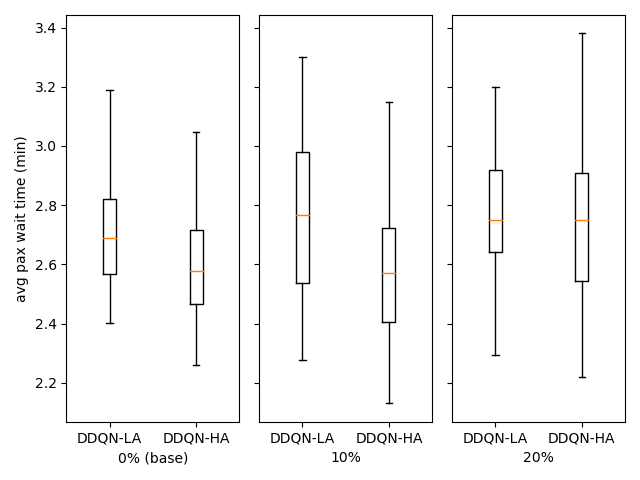 avg pax wait time (min)
3.4
3.2
3.0
2.8
2.6
2.4
2.2
DDQN-LA DDQN-HA DDQN-LA DDQN-HA DDQN-LA DDQN-HA
0% (base) 10% 20%